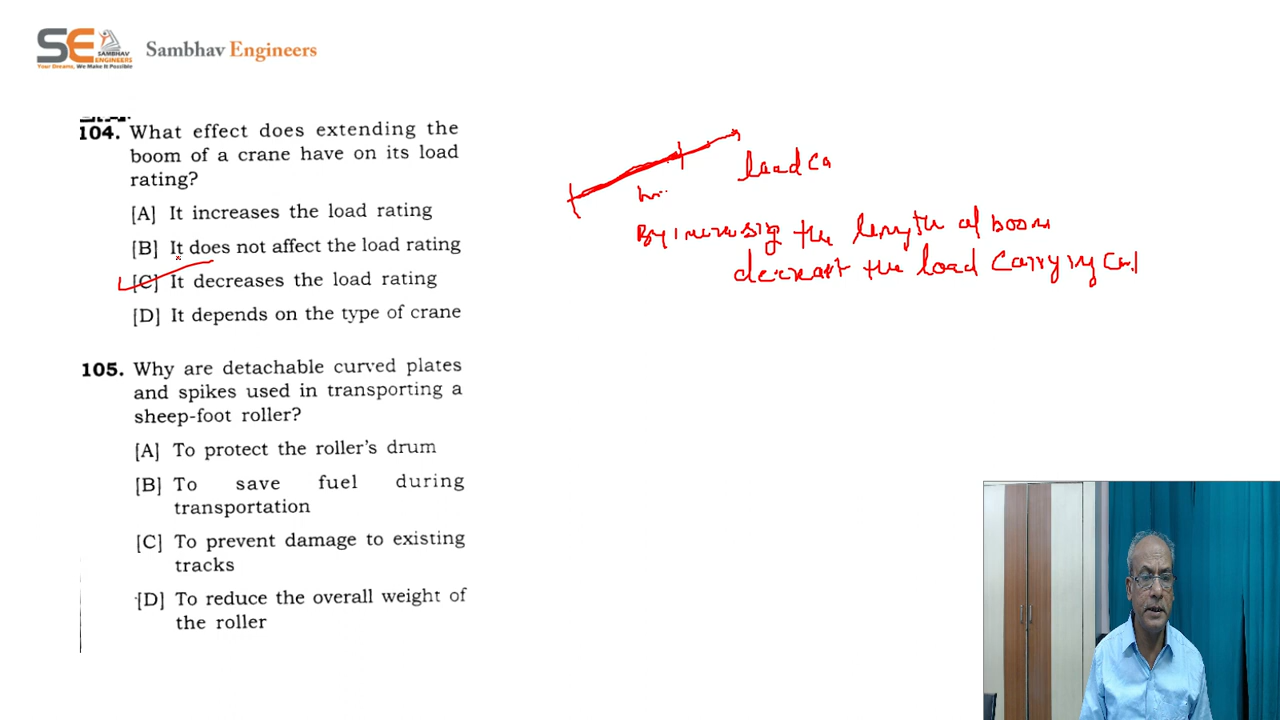 SE
SAMBHAV
ENGINEERS
Your Dreams, We Make It Possible
Sambhav Engineers
104. What effect does extending the
boom of a crane have on its load
rating?
[A] It increases the load rating
[B] It does not affect the load rating
[C] It decreases the load rating
[D] It depends on the type of crane
load ca
By increasing the length of boom
decreases the load carrying
105. Why are detachable curved plates
and spikes used in transporting a
sheep-foot roller?
[A] To protect the roller's drum
[B] To save fuel during
transportation
[C] To prevent damage to existing
tracks
[D] To reduce the overall weight of
the roller